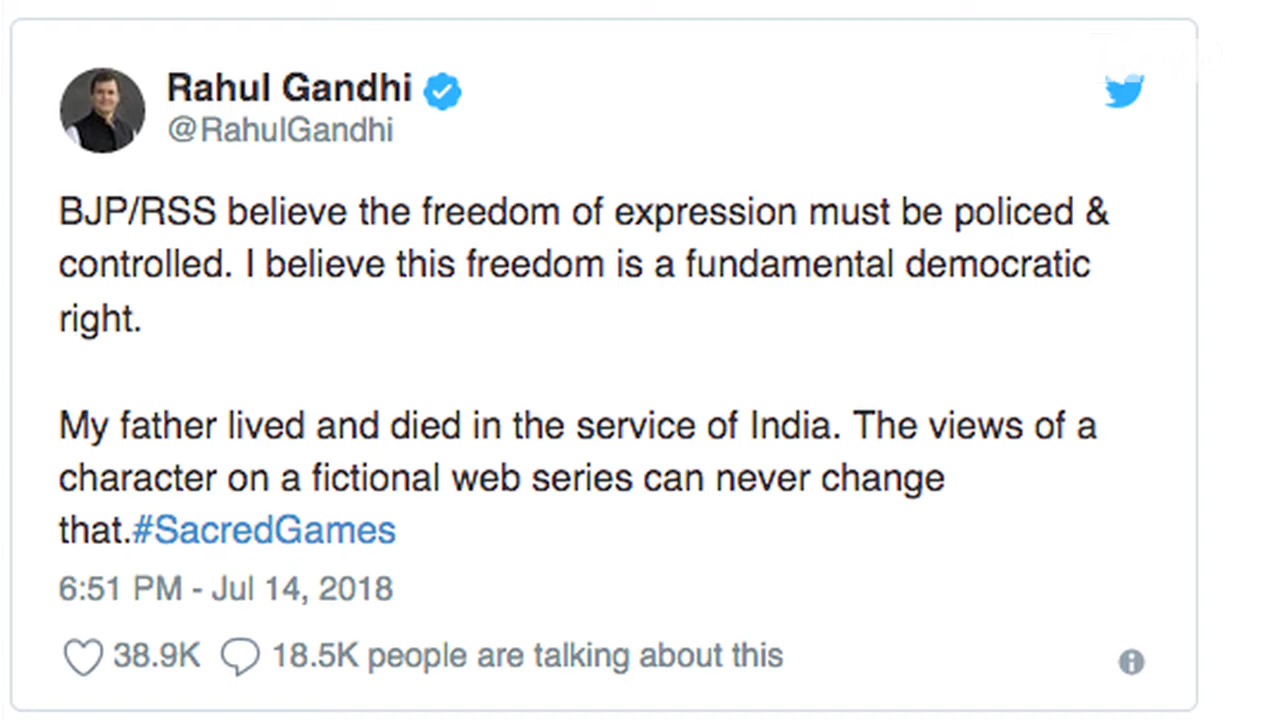 Rahul Gandhi
@RahulGandhi
BJP/RSS believe the freedom of expression must be policed &
controlled. I believe this freedom is a fundamental democratic
right.
My father lived and died in the service of India. The views of a
character on a fictional web series can never change
that.#SacredGames
6:51 PM - Jul 14, 2018
38.9K 18.5K people are talking about this